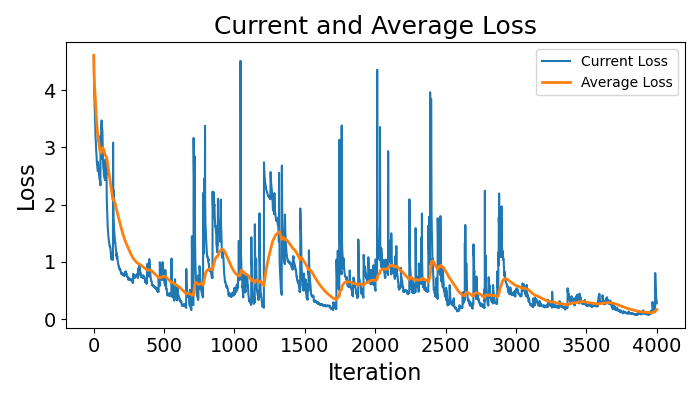 Current and Average Loss
Current Loss
Average Loss
Loss
4
3
2
1
0
0 500 1000 1500 2000 2500 3000 3500 4000
Iteration